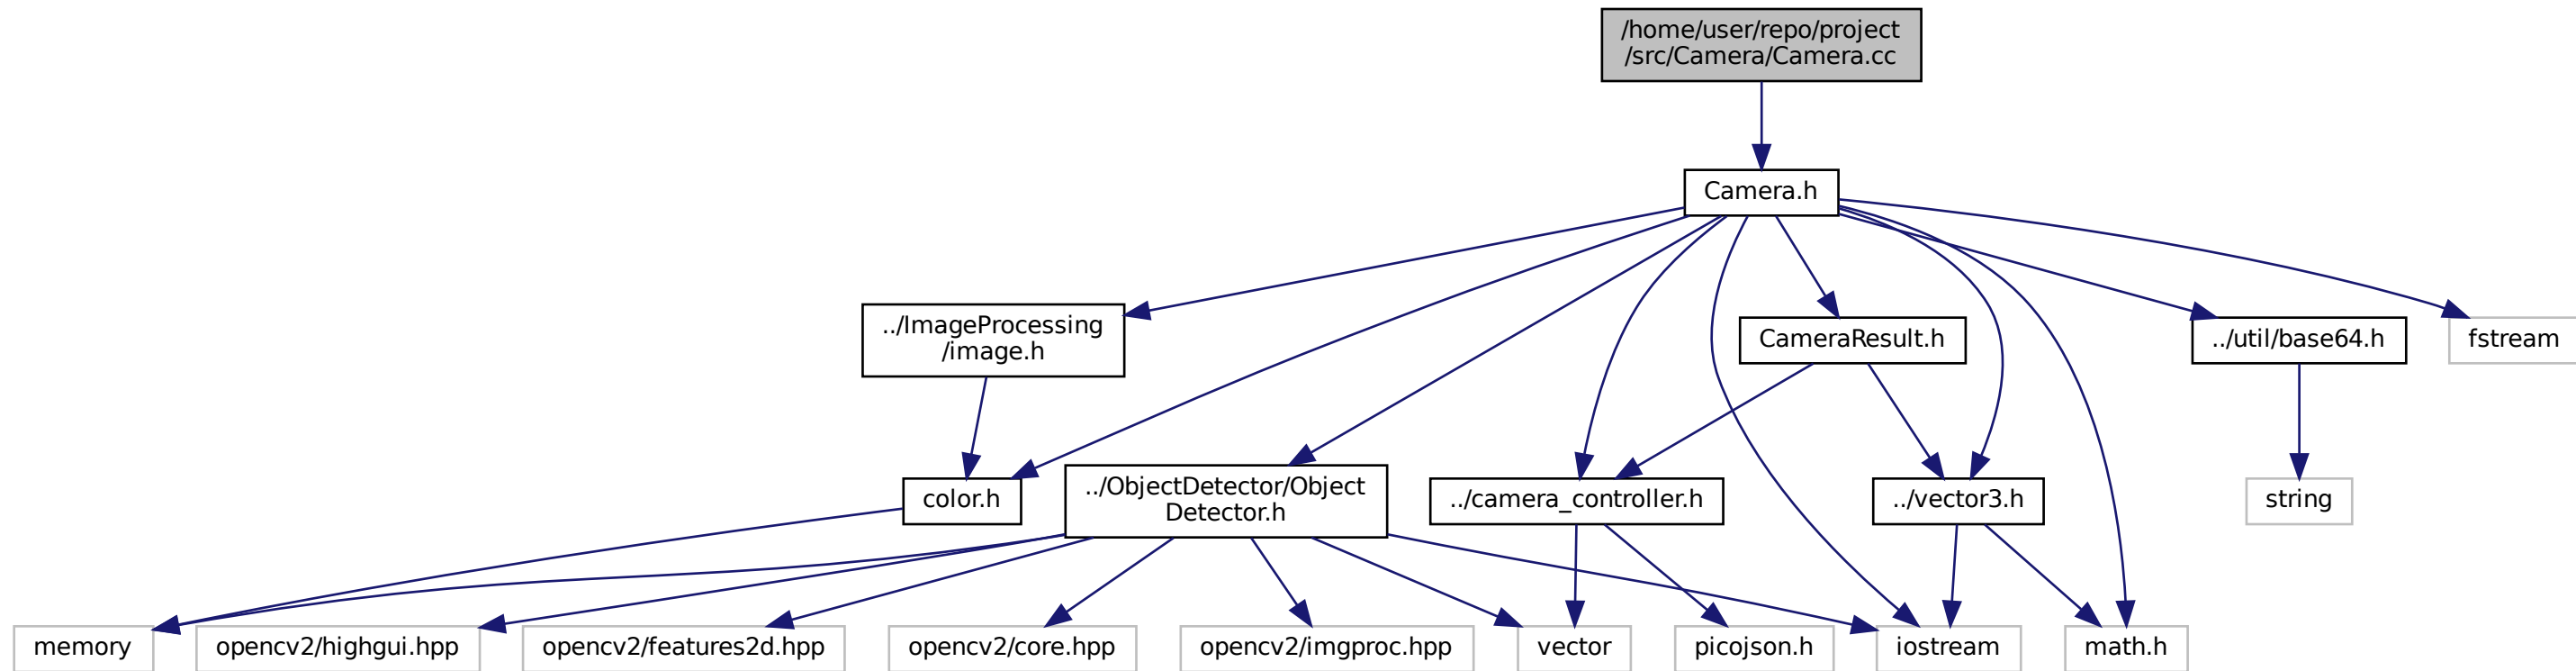 /home/user/repo/project
/src/Camera/Camera.cc
Camera.h
../ImageProcessing
/image.h
CameraResult.h
../util/base64.h
fstream
color.h
../ObjectDetector/Object
Detector.h
../camera_controller.h
../vector3.h
string
memory
opencv2/highgui.hpp
opencv2/features2d.hpp
opencv2/core.hpp
opencv2/imgproc.hpp
vector
picojson.h
iostream
math.h